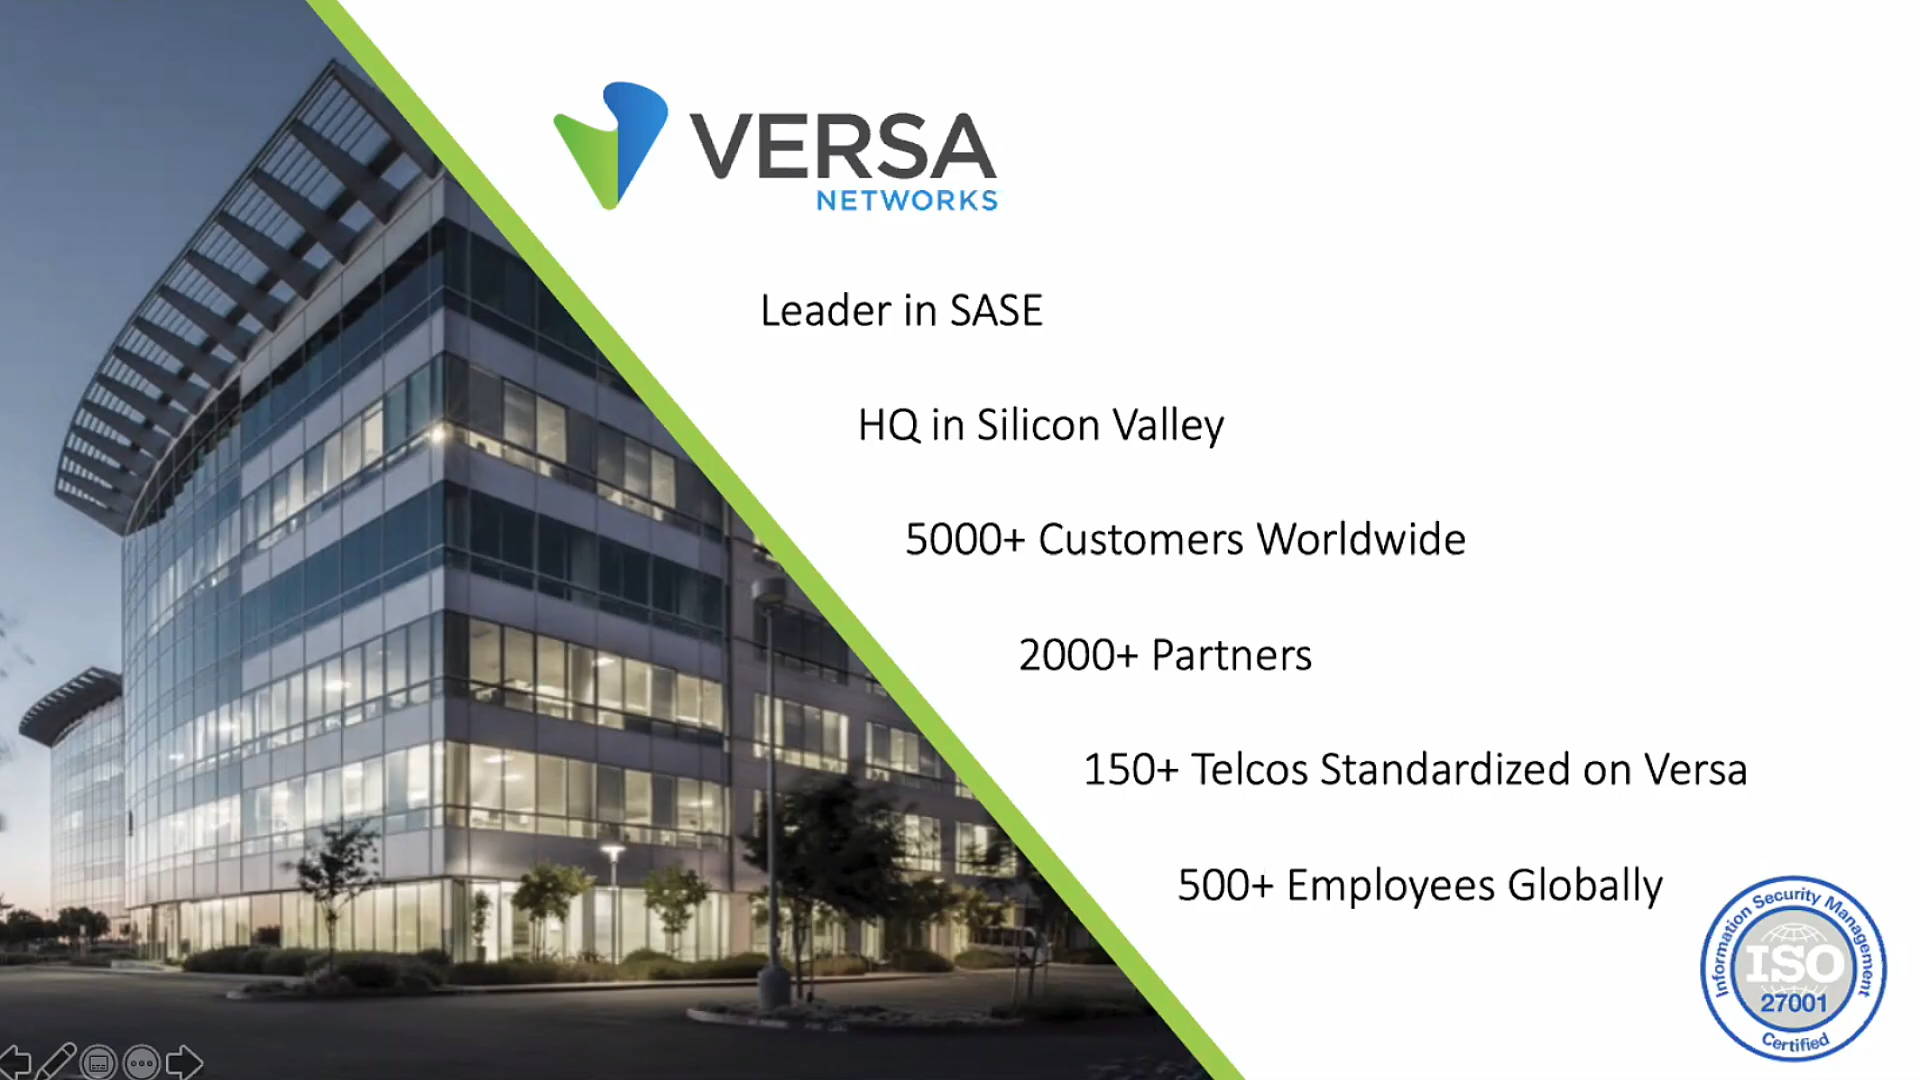 VERSA
NETWORKS
Leader in SASE
HQ in Silicon Valley
5000+ Customers Worldwide
2000+ Partners
150+ Telcos Standardized on Versa
500+ Employees Globally
Information Security Management
ISO
27001
Certified